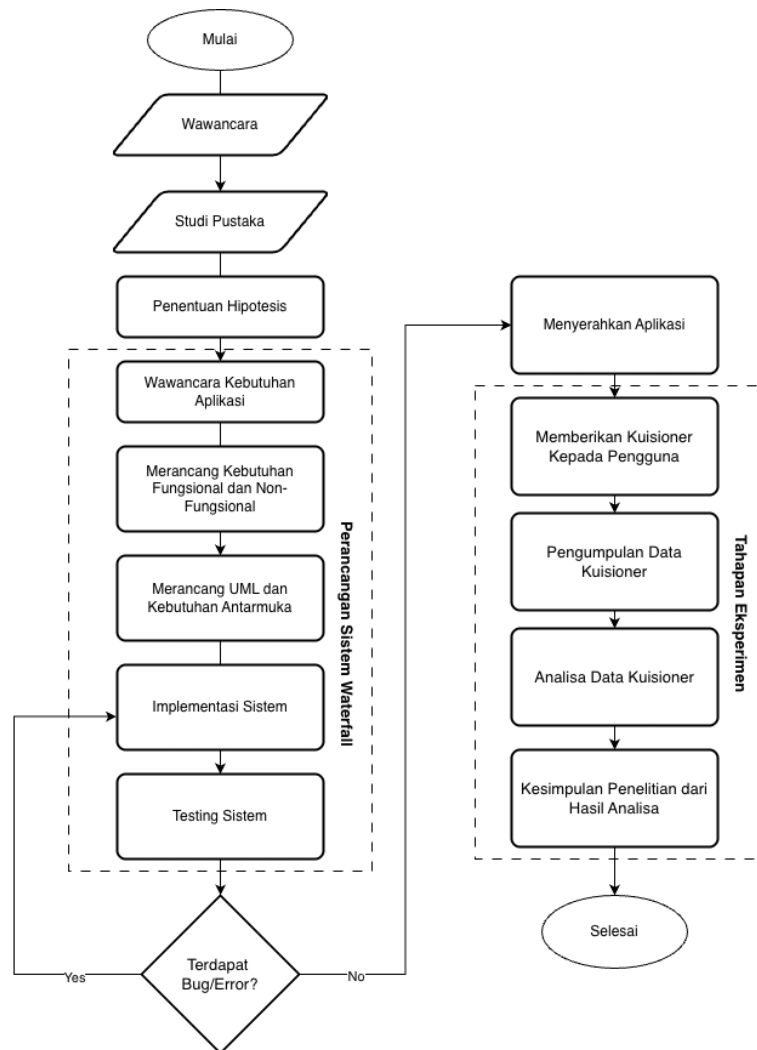 Mulai
Wawancara
Studi Pustaka
Penentuan Hipotesis
Wawancara Kebutuhan
Aplikasi
Merancang Kebutuhan
Fungsional dan Non-
Fungsional
Merancang UML dan
Kebutuhan Antarmuka
Implementasi Sistem
Testing Sistem
Perancangan Sistem Waterfall
Terdapat
Bug/Error?
Yes
No
Menyerahkan Aplikasi
Memberikan Kuisioner
Kepada Pengguna
Pengumpulan Data
Kuisioner
Analisa Data Kuisioner
Kesimpulan Penelitian dari
Hasil Analisa
Tahapan Eksperimen
Selesai